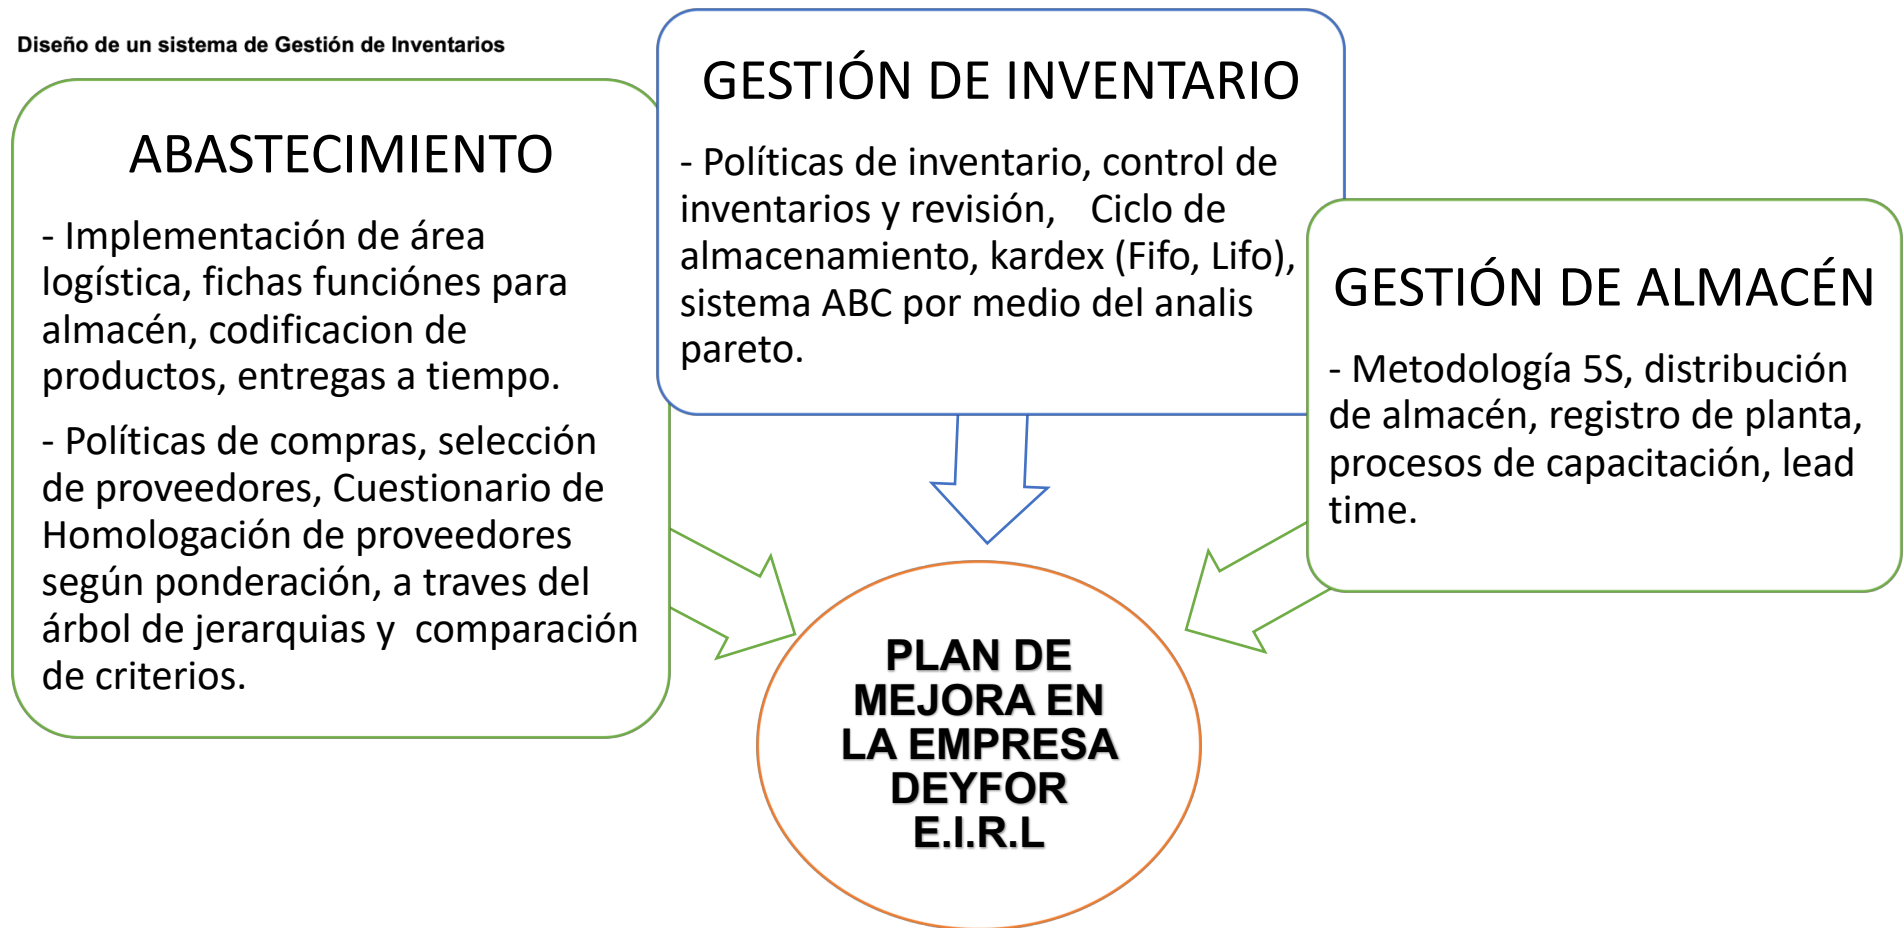 Diseño de un sistema de Gestión de Inventarios
ABASTECIMIENTO
- Implementación de área
logística, fichas funciónes para
almacén, codificacion de
productos, entregas a tiempo.
- Políticas de compras, selección
de proveedores, Cuestionario de
Homologación de proveedores
según ponderación, a traves del
árbol de jerarquias y comparación
de criterios.
GESTIÓN DE INVENTARIO
- Políticas de inventario, control de
inventarios y revisión, Ciclo de
almacenamiento, kardex (Fifo, Lifo),
sistema ABC por medio del analis
pareto.
GESTIÓN DE ALMACÉN
- Metodología 5S, distribución
de almacén, registro de planta,
procesos de capacitación, lead
time.
PLAN DE
MEJORA EN
LA EMPRESA
DEYFOR
E.I.R.L